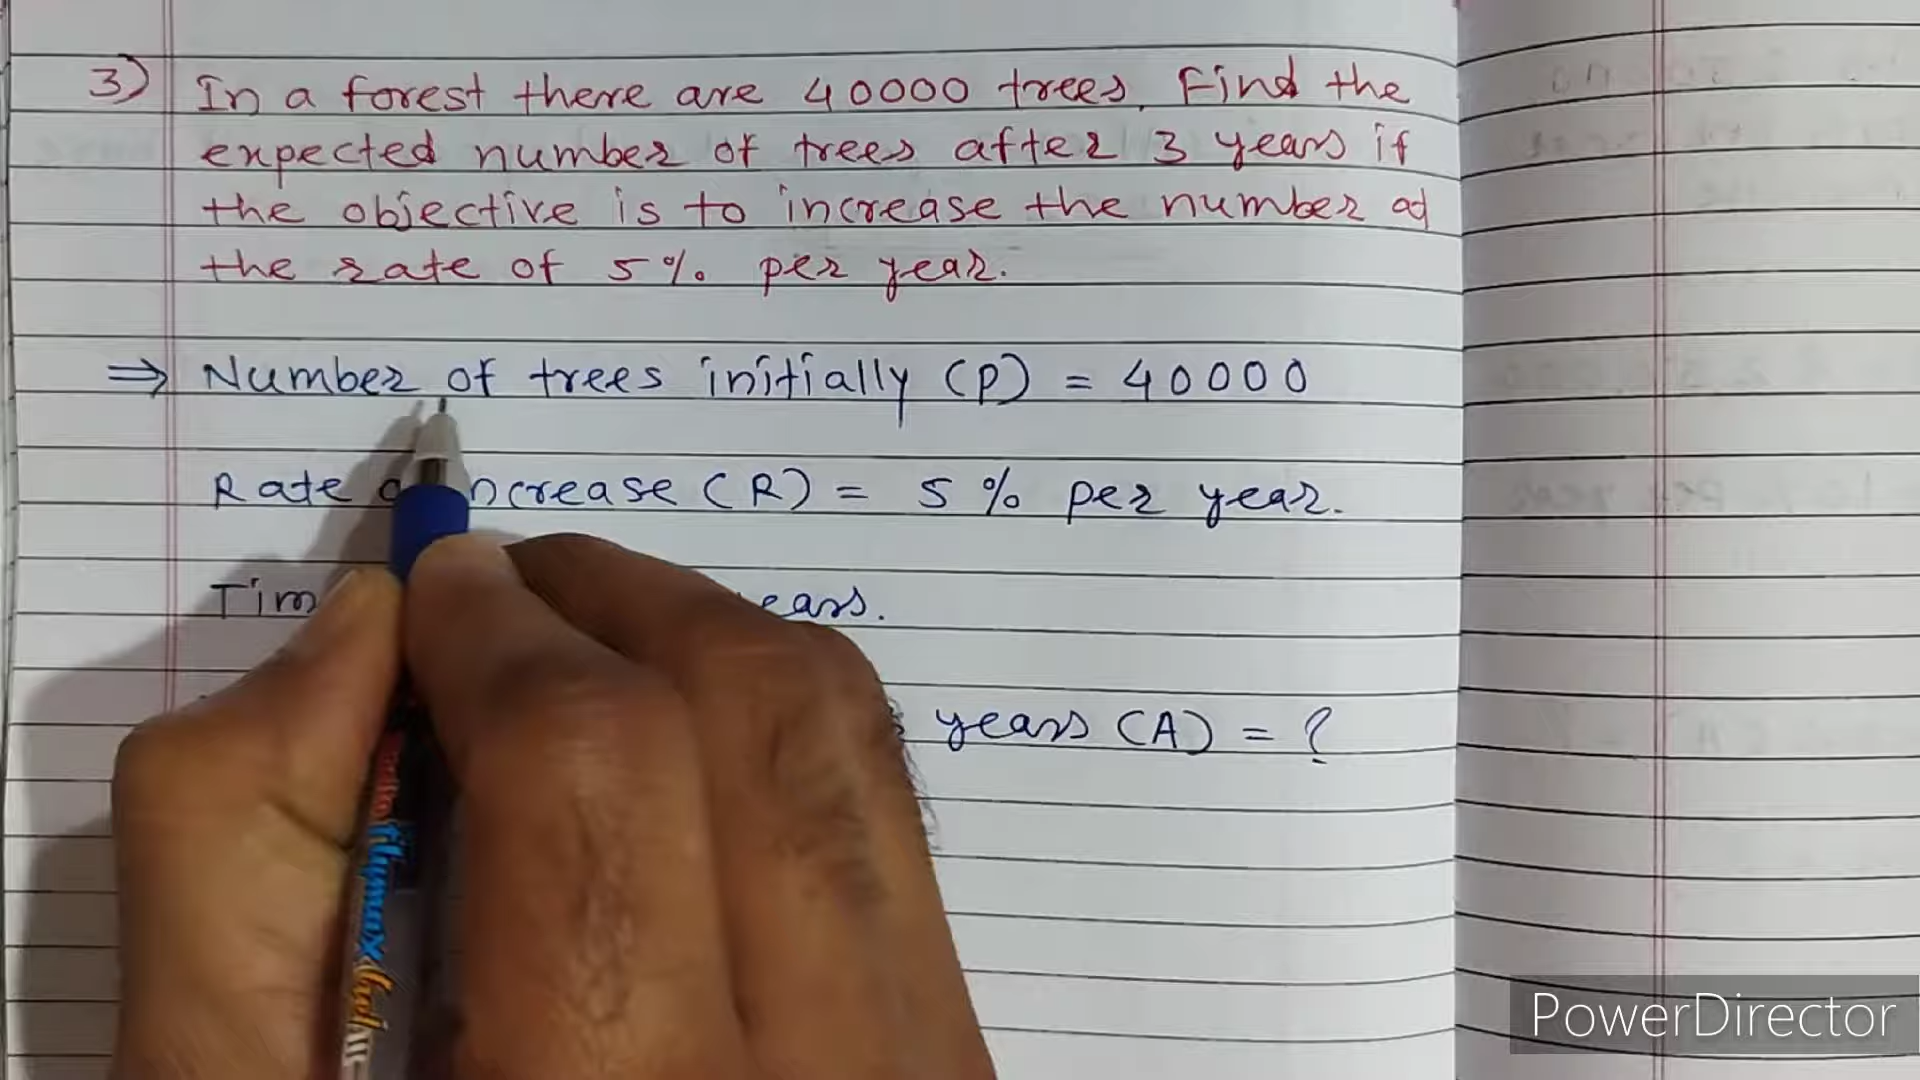 3) In a forest there are 40000 trees. Find the
expected number of trees after 3 years if
the objective is to increase the number at
the rate of 5% per year.
⇒ Number of trees initially (P) = 40000
Rate increase (R) = 5% per year.
years (A) = ?
PowerDirector